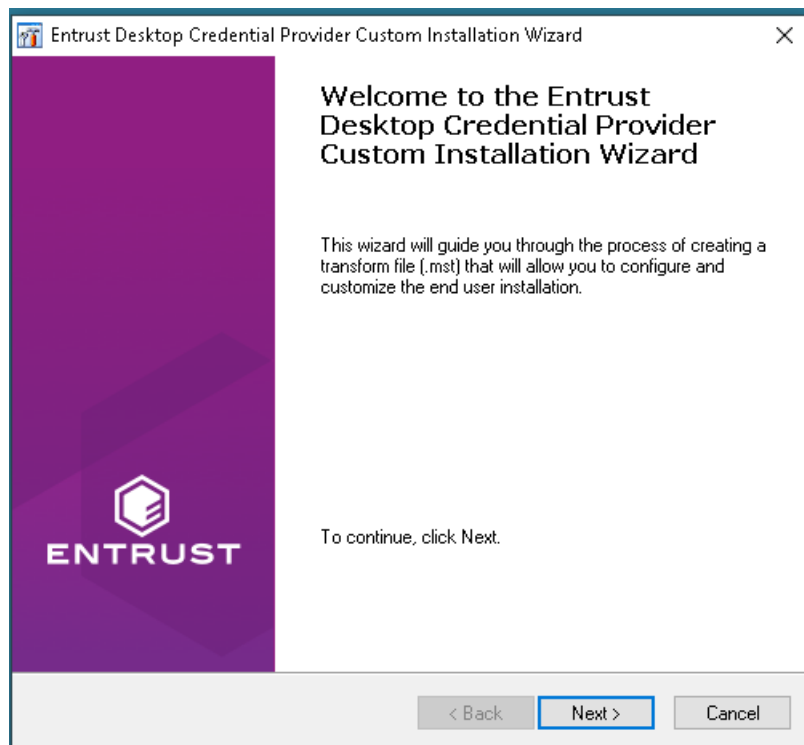 Entrust Desktop Credential Provider Custom Installation Wizard
Welcome to the Entrust
Desktop Credential Provider
Custom Installation Wizard
This wizard will guide you through the process of creating a
transform file (.mst) that will allow you to configure and
customize the end user installation.
ENTRUST
To continue, click Next.
< Back
Next >
Cancel